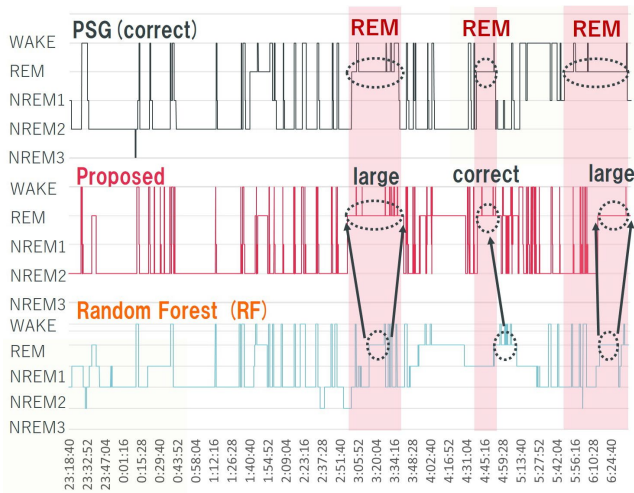 PSG (correct)
REM
REM
REM
WAKE
REM
NREM1
NREM2
NREM3
Proposed
large
correct
large
WAKE
REM
NREM1
NREM2
NREM3
Random Forest (RF)
WAKE
REM
NREM1
NREM2
NREM3
23:18:40
23:32:52
23:47:04
0:01:16
0:15:28
0:29:40
0:43:52
0:58:04
1:12:16
1:26:28
1:40:40
1:54:52
2:09:04
2:23:16
2:37:28
2:51:40
3:05:52
3:20:04
3:34:16
3:48:28
4:02:40
4:16:52
4:31:04
4:45:16
4:59:28
5:13:40
5:27:52
5:42:04
5:56:16
6:10:28
6:24:40